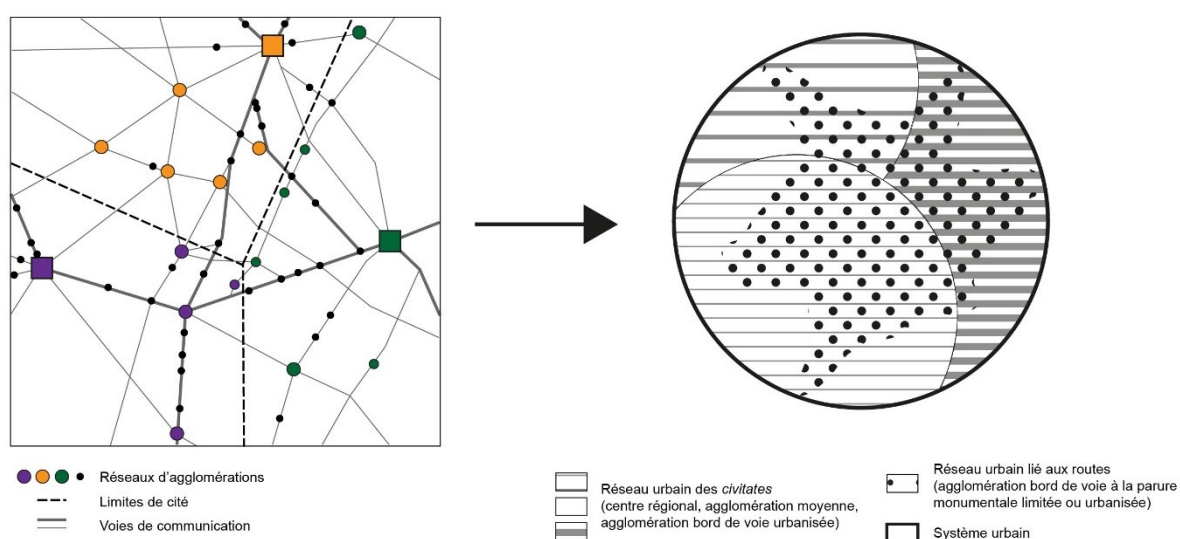 Réseaux d'agglomérations
Limites de cité
Voies de communication
Réseau urbain des civitates
(centre régional, agglomération moyenne,
agglomération bord de voie urbanisée)
Réseau urbain lié aux routes
(agglomération bord de voie à la parure
monumentale limitée ou urbanisée)
Système urbain